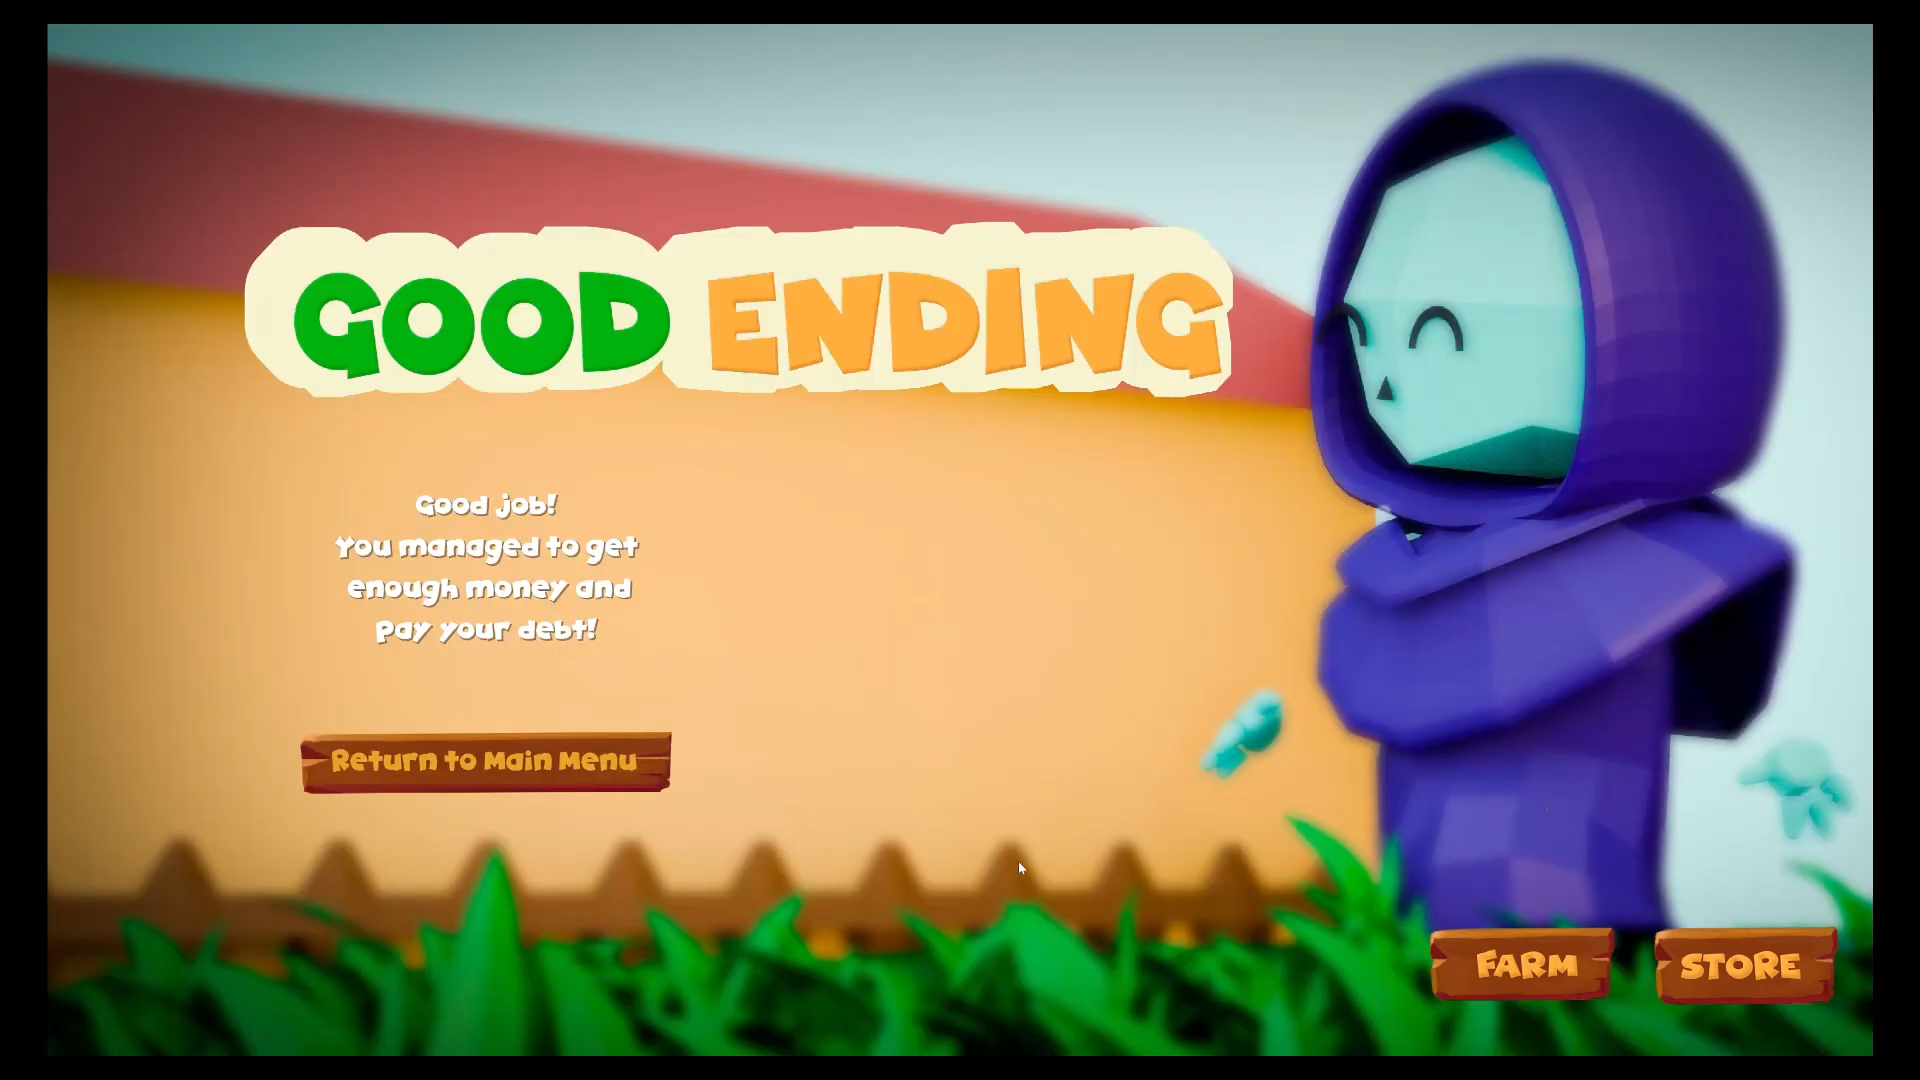 GOOD ENDING
Good job!
You managed to get
enough money and
Pay your debt!
Return to Main Menu
FARM
STORE